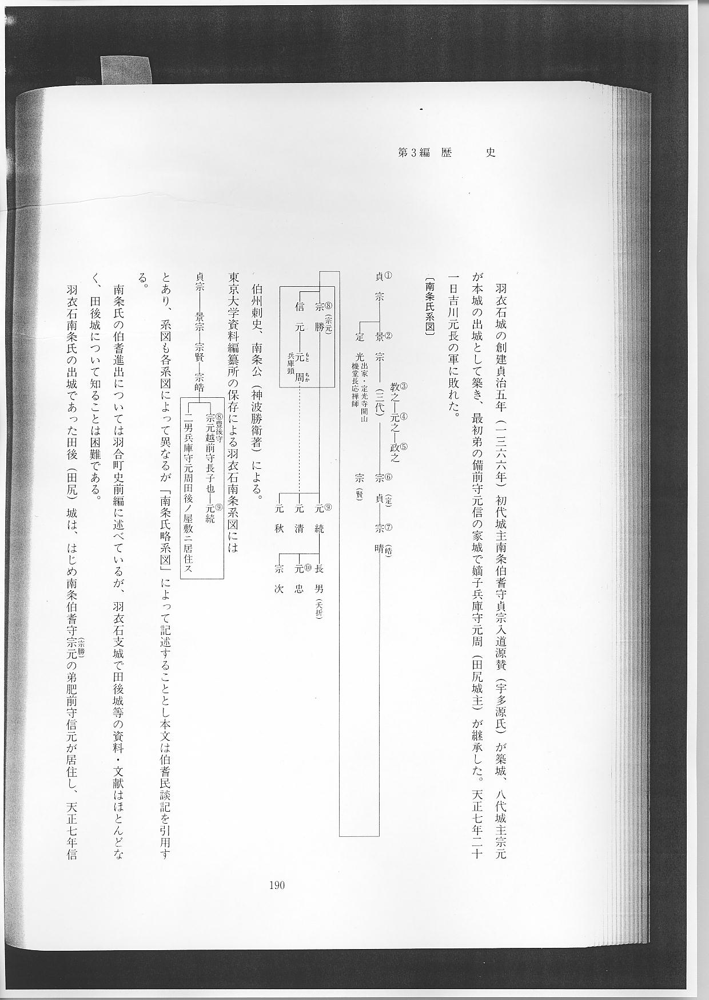 第3編 歴 史
羽衣石城の創建貞治五年(一三六六年)初代城主南条伯耆守貞宗入道源賛(宇多源氏)が築城、八代城主宗元
が本城の出城として築き、最初弟の備前守元信の家城で嫡子兵庫守元周(田尻城主)が継承した。天正七年二十
一日吉川元長の軍に敗れた。
〔南条氏系図〕
③教之―④元之―⑤政之
①貞宗―②景宗―(三代)―⑥宗貞(定)―⑦宗晴(皓)
定光 出家・定光寺開山
機堂長応禅師
宗(賢)
⑧宗勝(宗元)―⑨元続―長男(夭折)
信元―元周 もとちか 兵庫頭
元清 ⑩元忠
元秋 宗次
伯州刺史、南条公(神波勝衛著)による。
東京大学資料編纂所の保存による羽衣石南条系図には
⑧豊後守
貞宗―景宗―宗賢―宗皓 宗元越前守長子也―⑨元続
二男兵庫守元周田後ノ屋敷ニ居住ス
とあり、系図も各系図によって異なるが「南条氏略系図」によって記述することとし本文は伯耆民談記を引用す
る。
南条氏の伯耆進出については羽合町史前編に述べているが、羽衣石支城で田後城等の資料・文献はほとんどな
く、田後城について知ることは困難である。
羽衣石南条氏の出城であった田後(田尻)城は、はじめ南条伯耆守宗元(宗勝)の弟肥前守信元が居住し、天正七年信
190